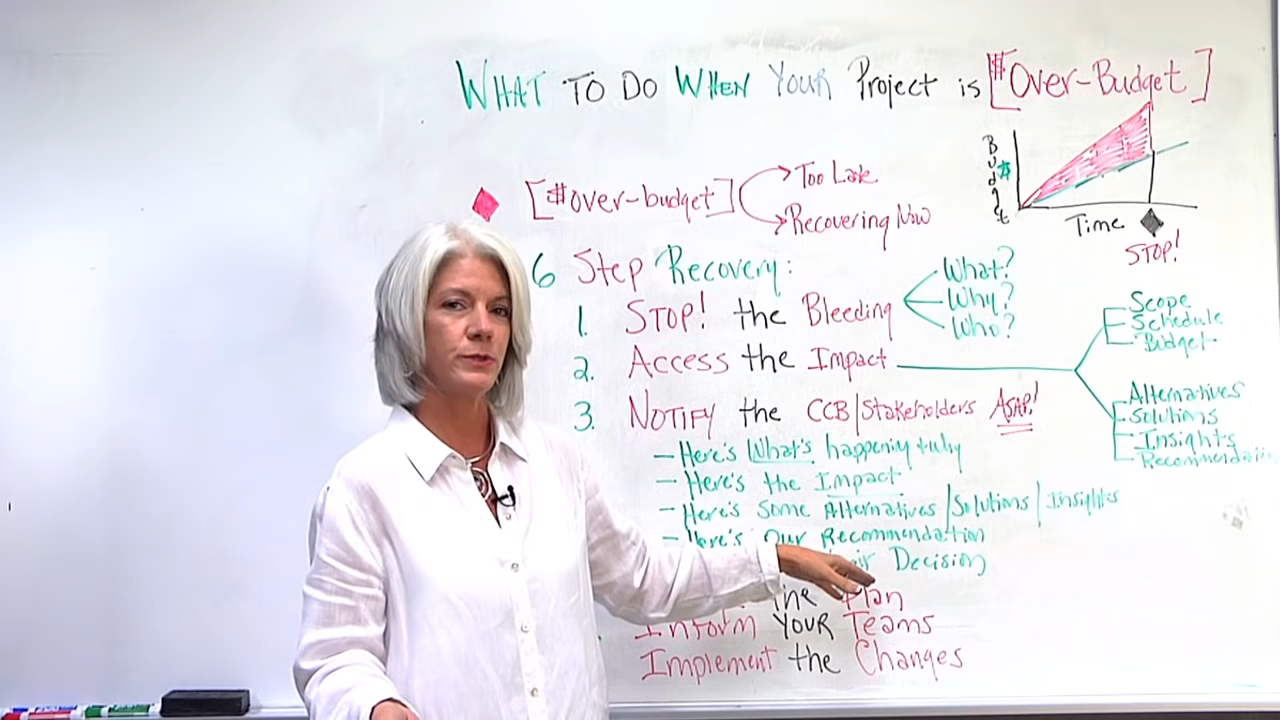 WHAT TO DO WHEN YOUR Project is [$Over-Budget]
Budget $
Time
STOP!
[$over-budget]
Too Late
Recovering Now
6 Step Recovery:
1. STOP! the Bleeding
What?
Why?
Who?
2. Access the Impact
Scope
Schedule
Budget
Alternatives
Solutions
Insights
3. NOTIFY the CCB/Stakeholders ASAP!
- Here's What's happening + why
- Here's the Impact
- Here's Some Alternatives/Solutions/Insights
- Here's Our Recommendation
Decision
the Plan
Inform YOUR Teams
Implement the Changes